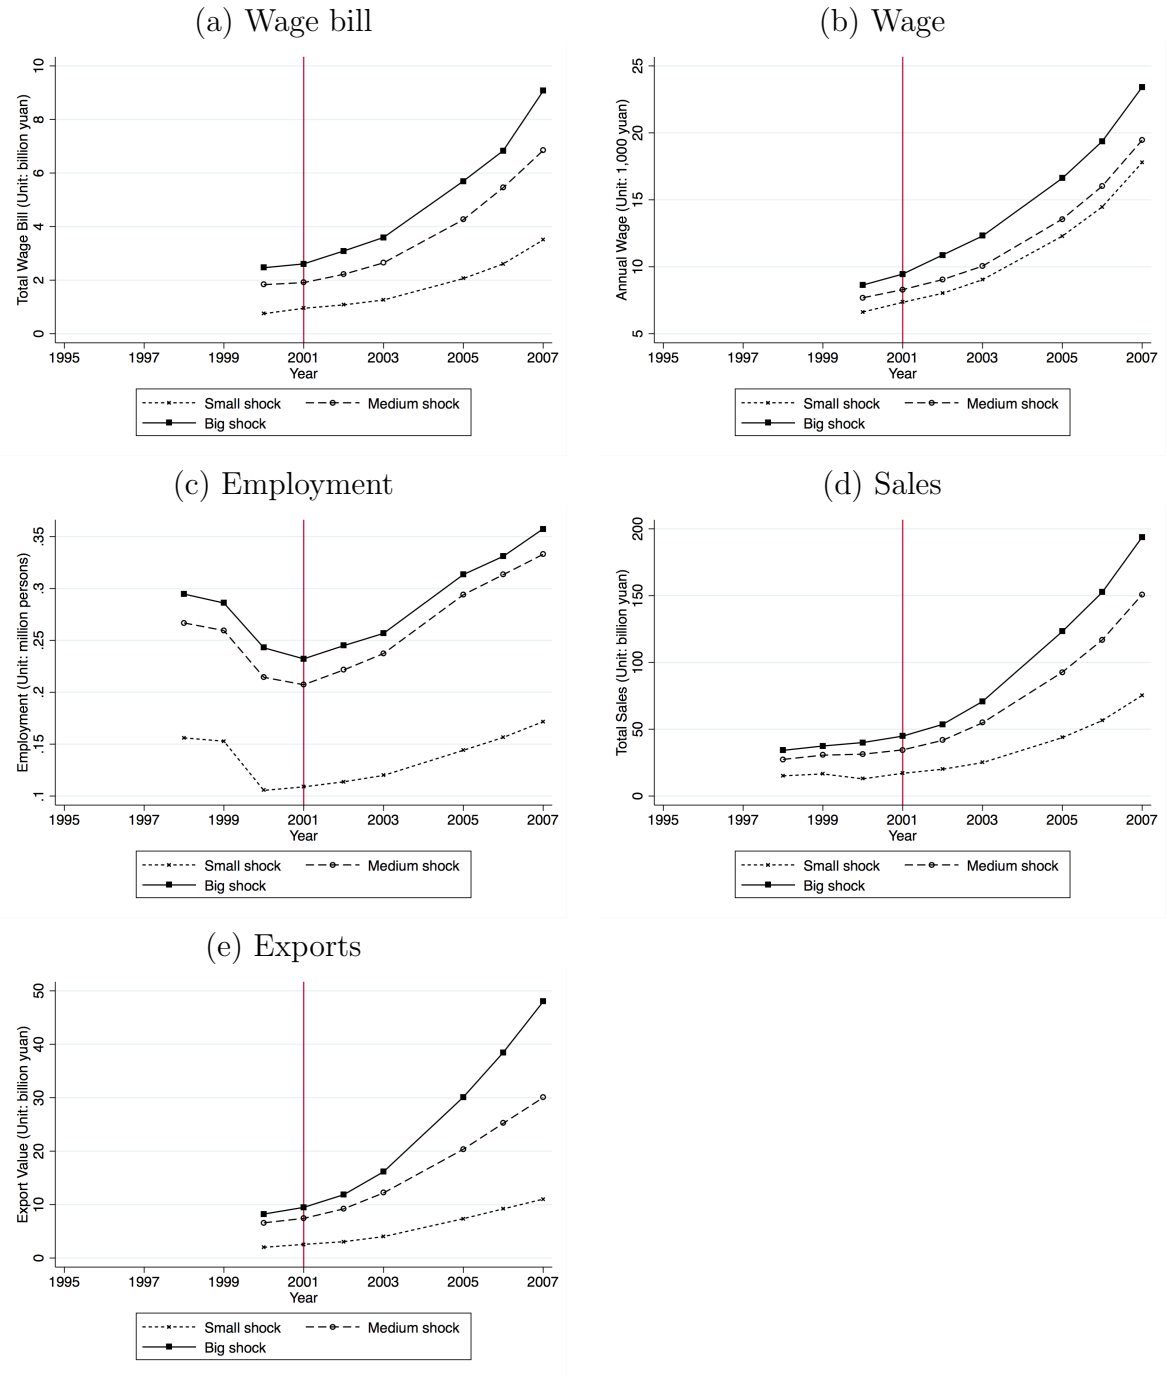 (a) Wage bill
Total Wage Bill (Unit: billion yuan)
10
8
6
4
2
0
1995 1997 1999 2001 2003 2005 2007
Year
Small shock Medium shock
Big shock
(b) Wage
Annual Wage (Unit: 1,000 yuan)
25
20
15
10
5
1995 1997 1999 2001 2003 2005 2007
Year
Small shock Medium shock
Big shock
(c) Employment
Employment (Unit: million persons)
.35
.3
.25
.2
.15
.1
1995 1997 1999 2001 2003 2005 2007
Year
Small shock Medium shock
Big shock
(d) Sales
Total Sales (Unit: billion yuan)
200
150
100
50
0
1995 1997 1999 2001 2003 2005 2007
Year
Small shock Medium shock
Big shock
(e) Exports
Export Value (Unit: billion yuan)
50
40
30
20
10
0
1995 1997 1999 2001 2003 2005 2007
Year
Small shock Medium shock
Big shock